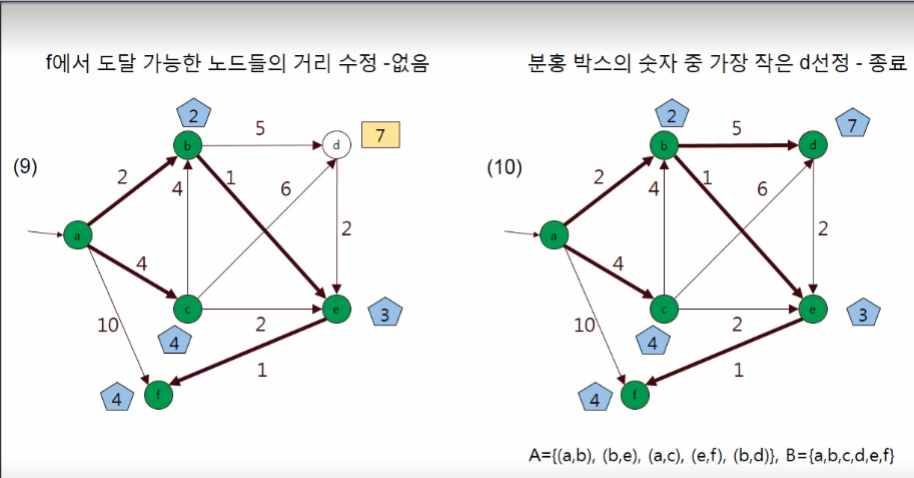 f에서 도달 가능한 노드들의 거리 수정 -없음
분홍 박스의 숫자 중 가장 작은 d선정 - 종료
(9)
2
b
5
d
7
2
4
1
6
a
2
4
10
c
2
e
3
4
1
4
f
(10)
2
b
5
d
7
2
4
1
6
a
2
4
10
c
2
e
3
4
1
4
f
A={(a,b), (b,e), (a,c), (e,f), (b,d)}, B={a,b,c,d,e,f}